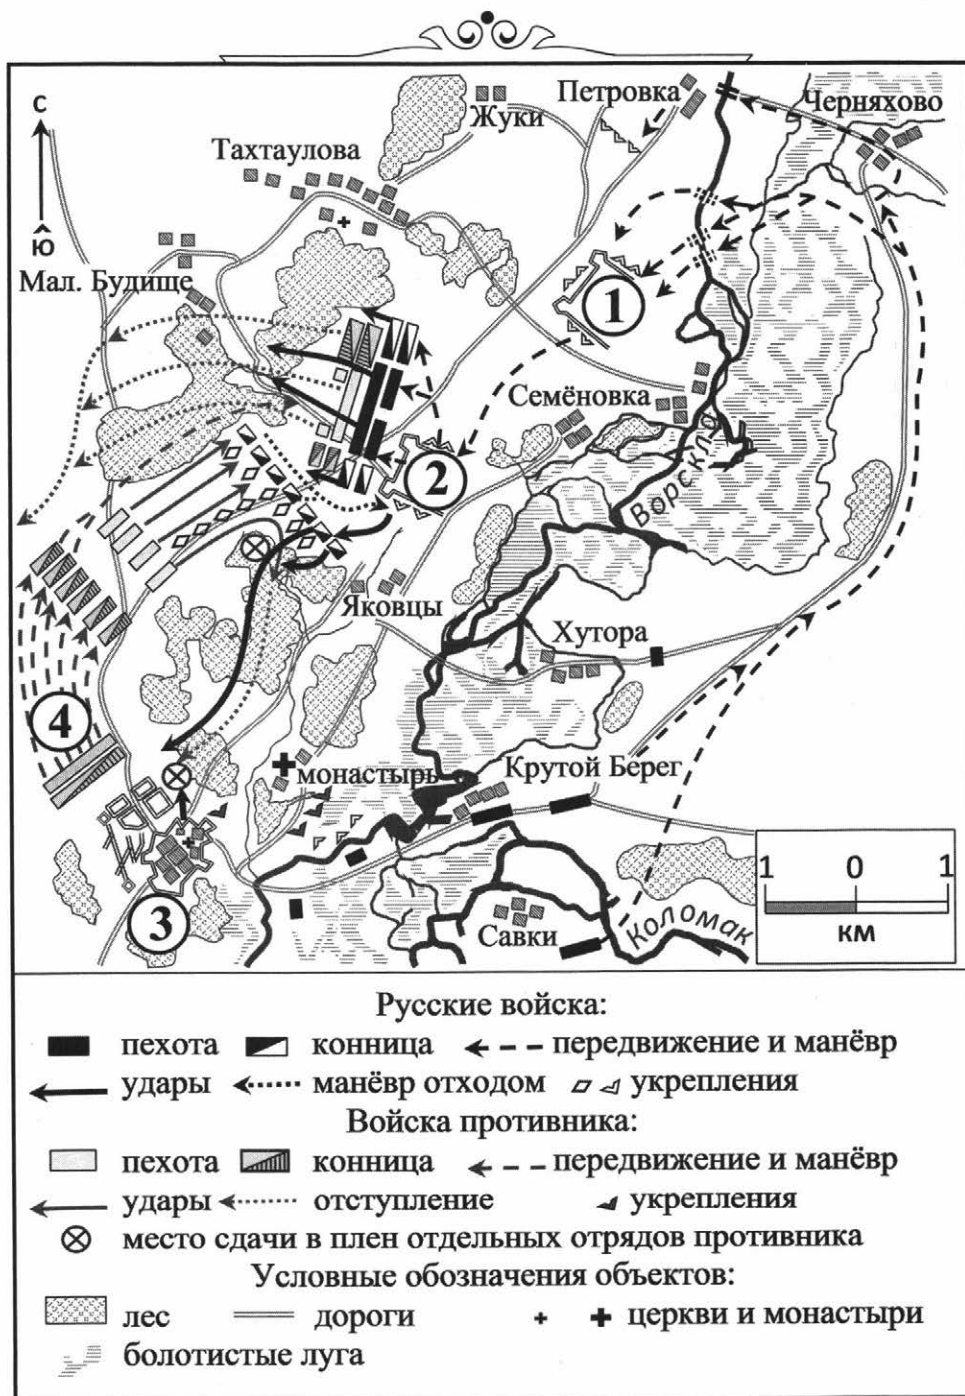 Петровка
Черняхово
Жуки
С
Тахтаулова
Ю
Мал. Будище
1
Семёновка
2
Ворскла
Яковцы
Хутора
4
монастырь
Крутой Берег
1 0 1
км
3
Савки
Коломак
Русские войска:
пехота конница передвижение и манёвр
удары манёвр отходом укрепления
Войска противника:
пехота конница передвижение и манёвр
удары отступление укрепления
место сдачи в плен отдельных отрядов противника
Условные обозначения объектов:
лес дороги церкви и монастыри
болотистые луга